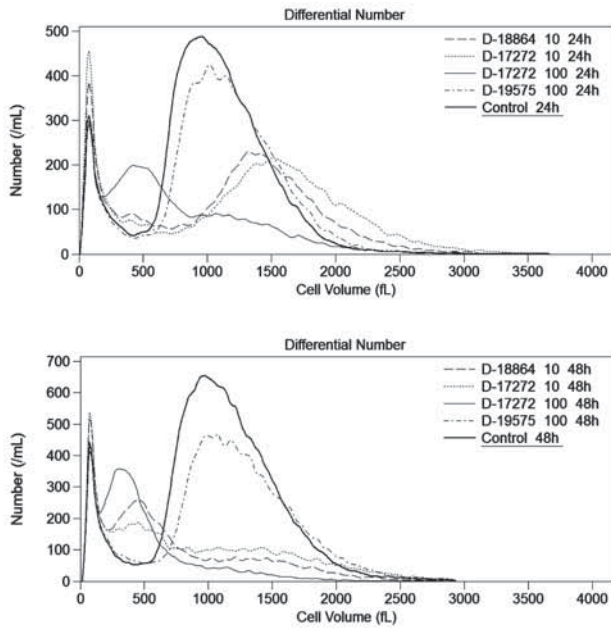 Differential Number
Number (/mL)
500
400
300
200
100
0
D-18864 10 24h
D-17272 10 24h
D-17272 100 24h
D-19575 100 24h
Control 24h
0 500 1000 1500 2000 2500 3000 3500 4000
Cell Volume (fL)
Differential Number
Number (/mL)
700
600
500
400
300
200
100
0
D-18864 10 48h
D-17272 10 48h
D-17272 100 48h
D-19575 100 48h
Control 48h
0 500 1000 1500 2000 2500 3000 3500 4000
Cell Volume (fL)